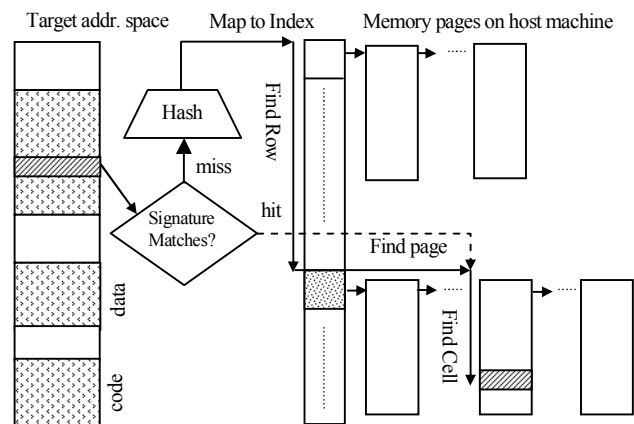 Target addr. space
Map to Index
Memory pages on host machine
Hash
Find Row
miss
Signature
Matches?
hit
Find page
data
Find Cell
code